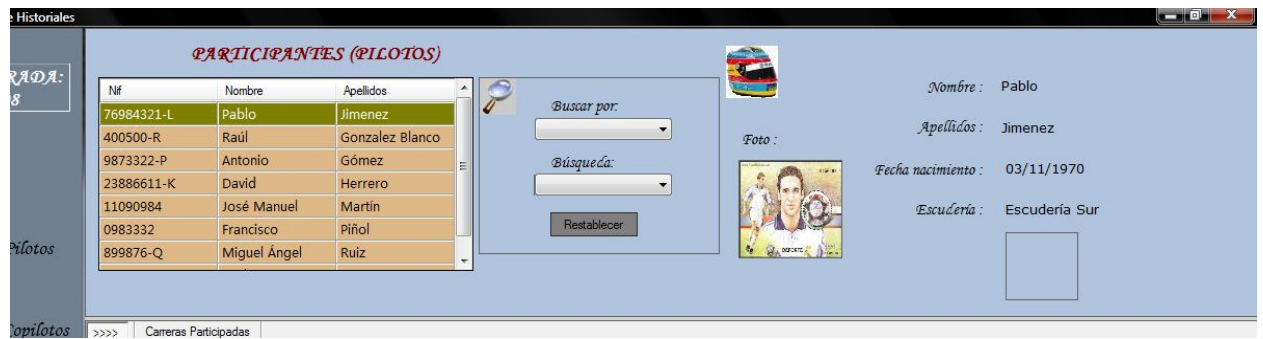 e Historiales
RADA:
8
Pilotos
Copilotos
PARTICIPANTES (PILOTOS)
Nif Nombre Apellidos
76984321-L Pablo Jimenez
400500-R Raúl Gonzalez Blanco
9873322-P Antonio Gómez
23886611-K David Herrero
11090984 José Manuel Martín
0983332 Francisco Piñol
899876-Q Miguel Ángel Ruiz
Buscar por:
Búsqueda:
Restablecer
Foto :
DEPORTE
Nombre : Pablo
Apellidos : Jimenez
Fecha nacimiento : 03/11/1970
Escudería : Escudería Sur
>>>> Carreras Participadas